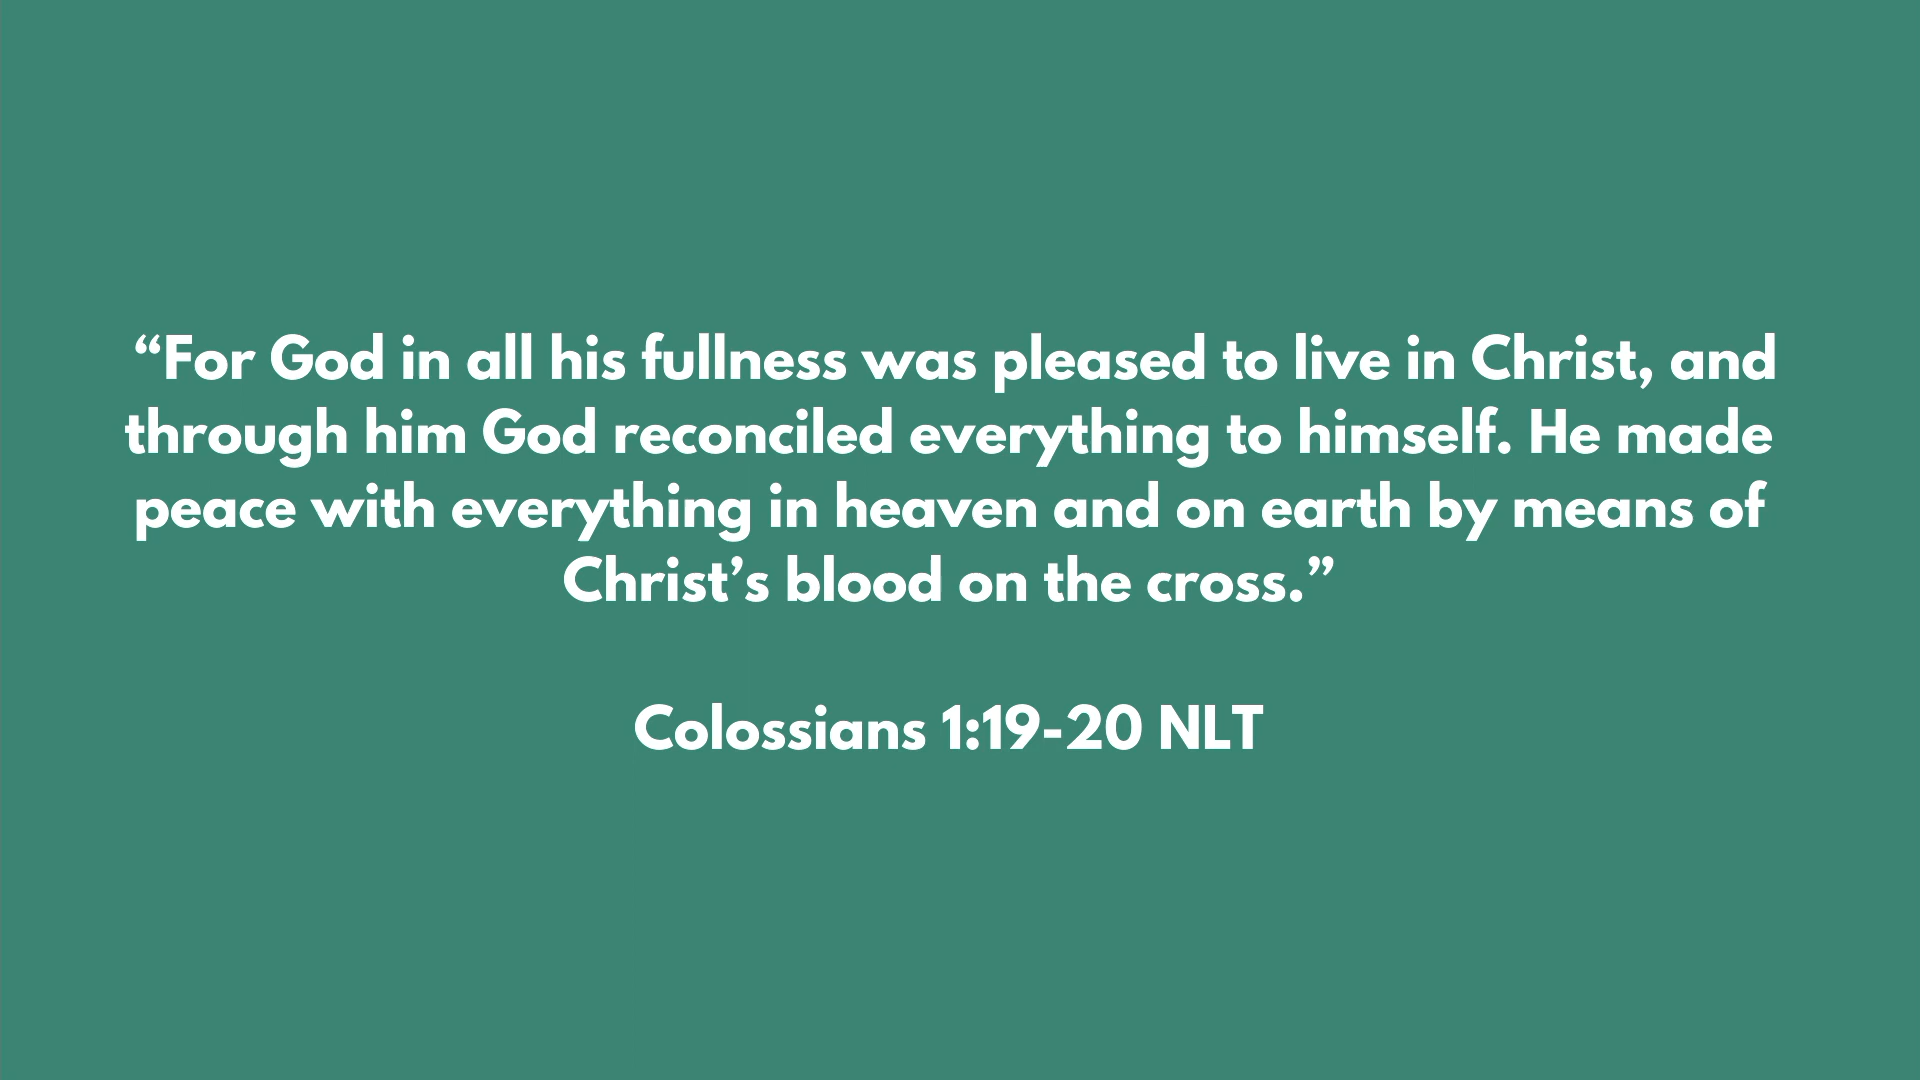 “For God in all his fullness was pleased to live in Christ, and
through him God reconciled everything to himself. He made
peace with everything in heaven and on earth by means of
Christ’s blood on the cross.”
Colossians 1:19-20 NLT